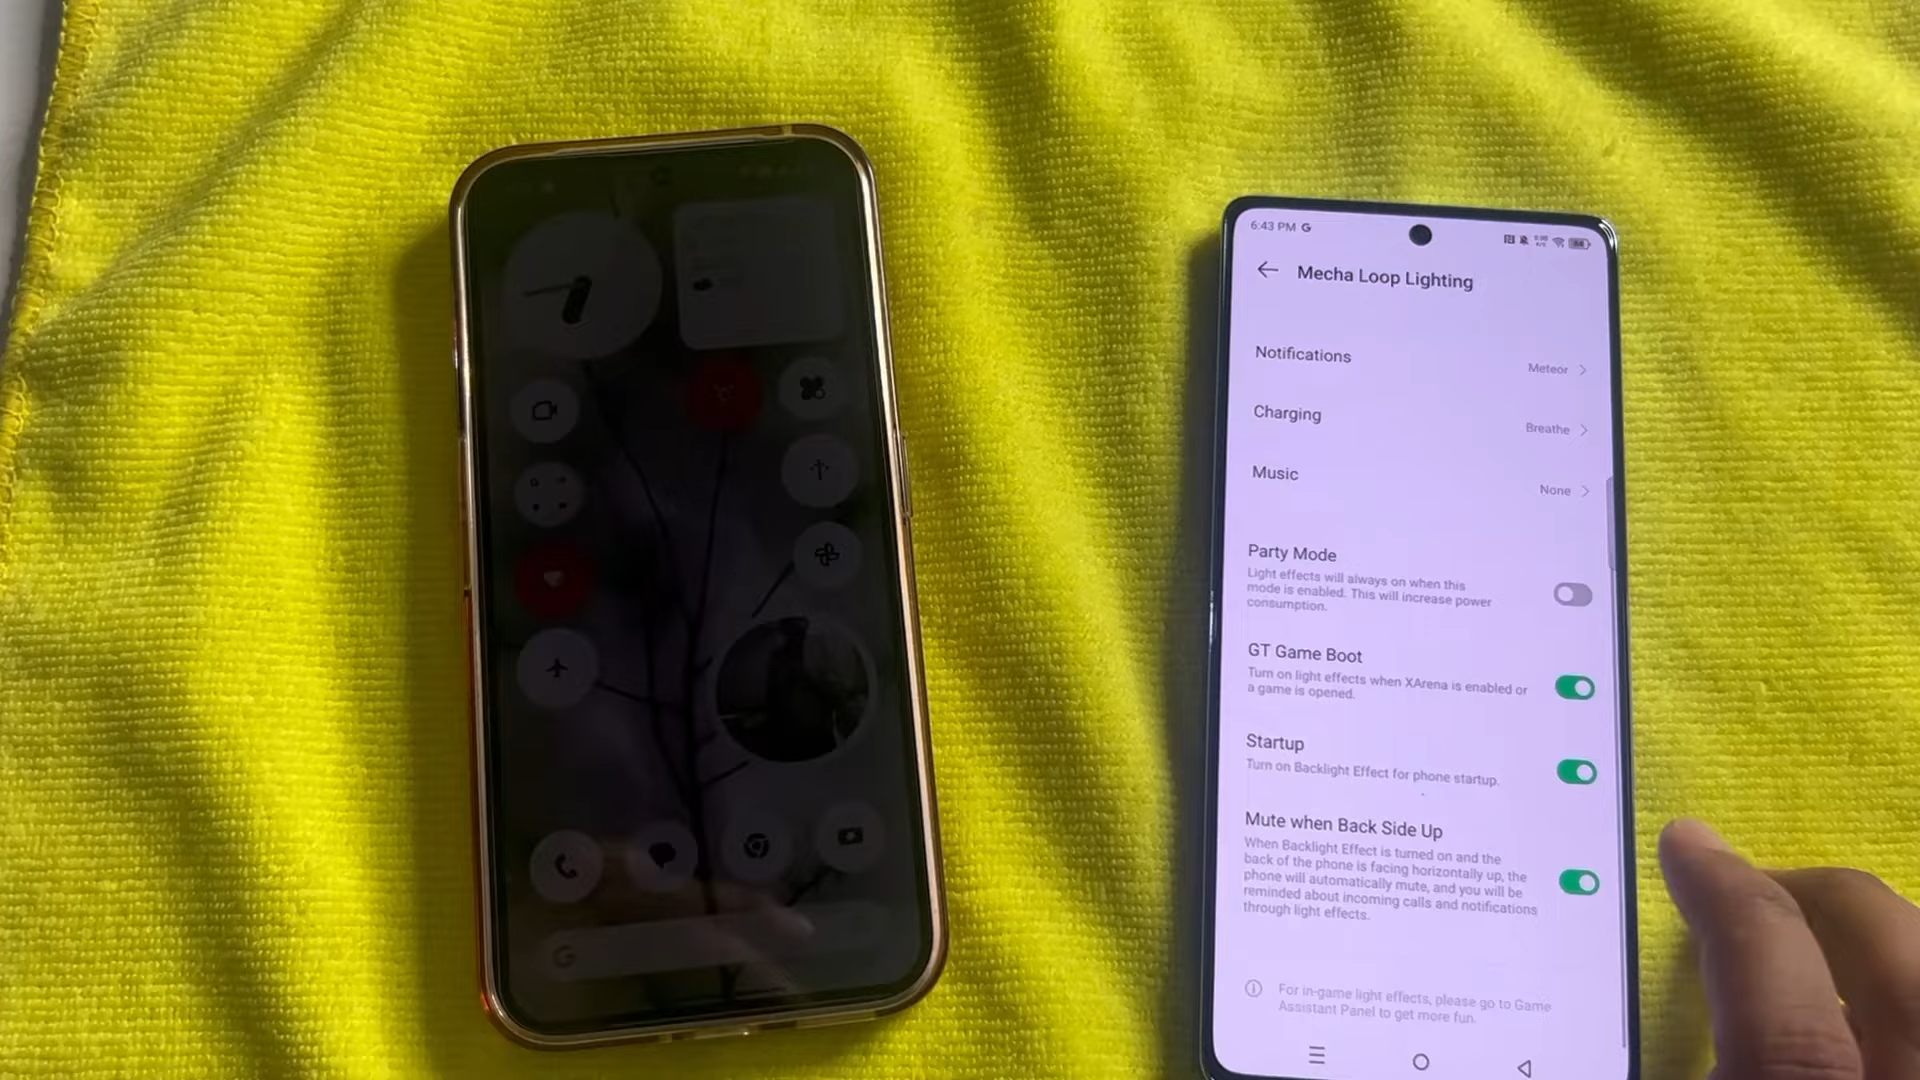 6:43 PM G
Mecha Loop Lighting
Notifications
Meteor
Charging
Breathe
Music
None
Party Mode
Light effects will always on when this
mode is enabled. This will increase power
consumption.
GT Game Boot
Turn on light effects when XArena is enabled or
a game is opened.
Startup
Turn on Backlight Effect for phone startup.
Mute when Back Side Up
When Backlight Effect is turned on and the
back of the phone is facing horizontally up, the
phone will automatically mute, and you will be
reminded about incoming calls and notifications
through light effects.
For in-game light effects, please go to Game
Assistant Panel to get more fun.
G